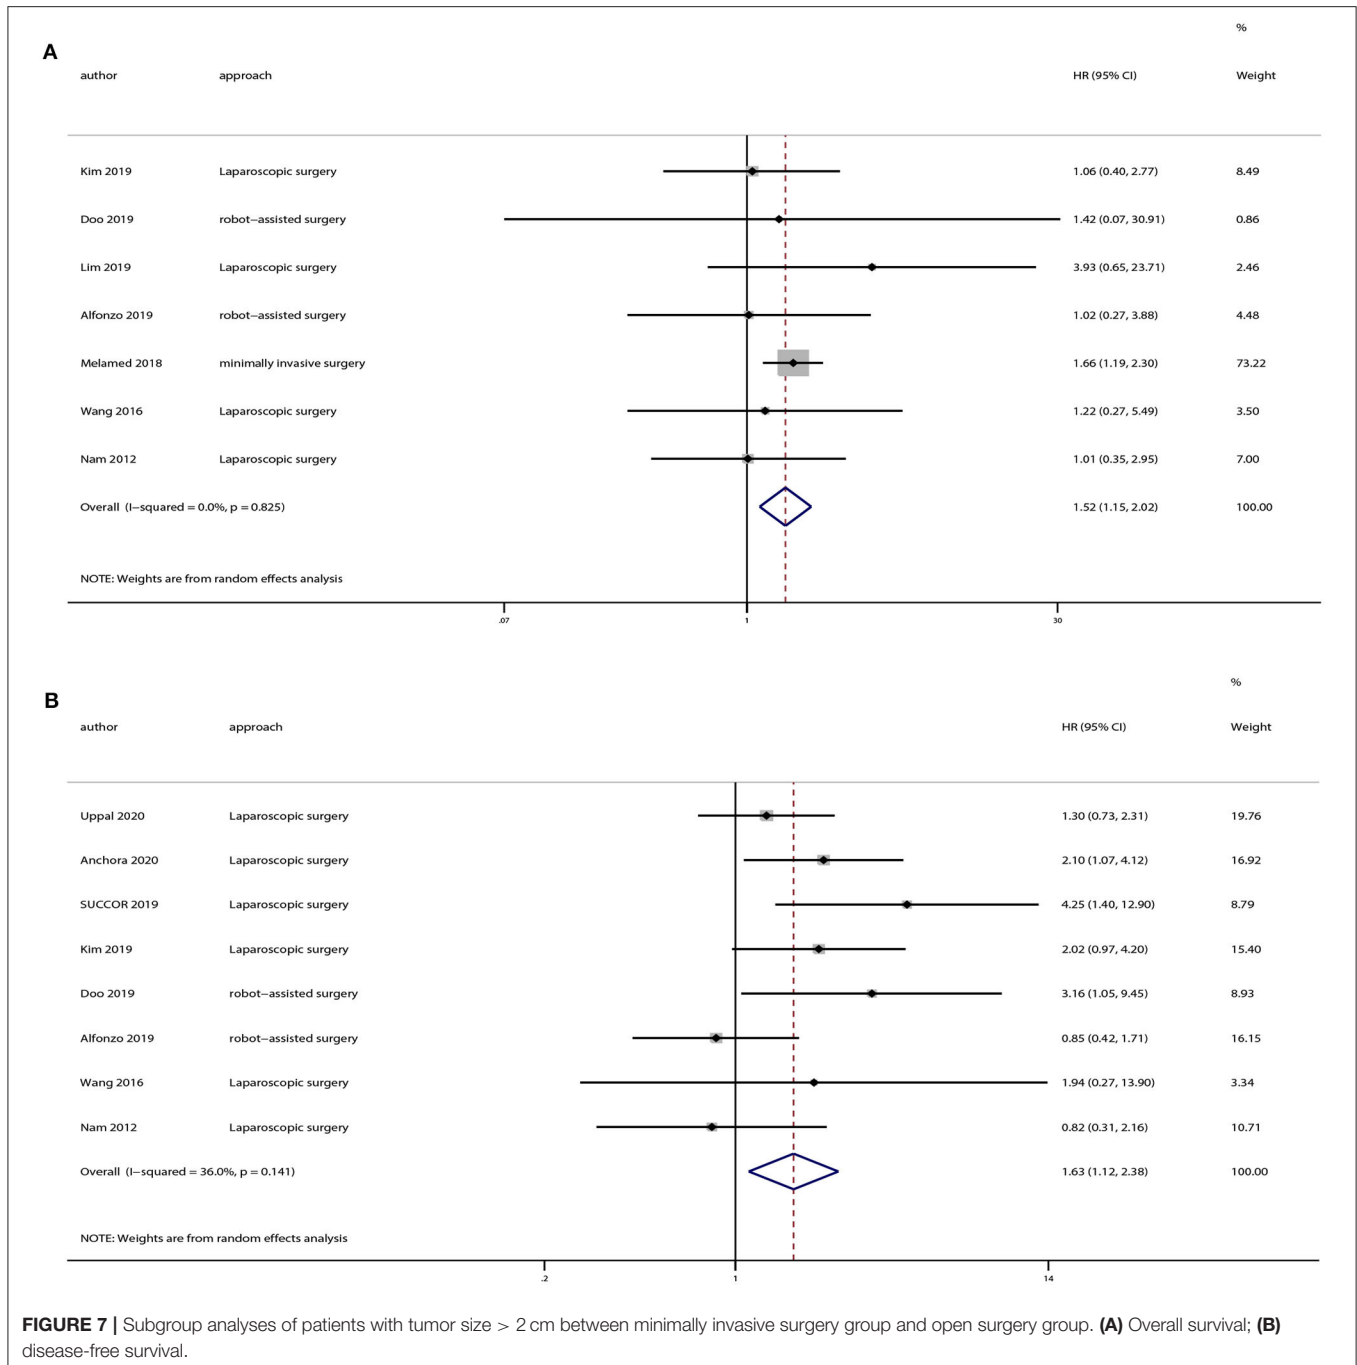 %
A
author approach HR (95% CI) Weight
Kim 2019 Laparoscopic surgery 1.06 (0.40, 2.77) 8.49
Doo 2019 robot−assisted surgery 1.42 (0.07, 30.91) 0.86
Lim 2019 Laparoscopic surgery 3.93 (0.65, 23.71) 2.46
Alfonzo 2019 robot−assisted surgery 1.02 (0.27, 3.88) 4.48
Melamed 2018 minimally invasive surgery 1.66 (1.19, 2.30) 73.22
Wang 2016 Laparoscopic surgery 1.22 (0.27, 5.49) 3.50
Nam 2012 Laparoscopic surgery 1.01 (0.35, 2.95) 7.00
Overall (I−squared = 0.0%, p = 0.825) 1.52 (1.15, 2.02) 100.00
NOTE: Weights are from random effects analysis
.07 1 30
%
B
author approach HR (95% CI) Weight
Uppal 2020 Laparoscopic surgery 1.30 (0.73, 2.31) 19.76
Anchora 2020 Laparoscopic surgery 2.10 (1.07, 4.12) 16.92
SUCCOR 2019 Laparoscopic surgery 4.25 (1.40, 12.90) 8.79
Kim 2019 Laparoscopic surgery 2.02 (0.97, 4.20) 15.40
Doo 2019 robot−assisted surgery 3.16 (1.05, 9.45) 8.93
Alfonzo 2019 robot−assisted surgery 0.85 (0.42, 1.71) 16.15
Wang 2016 Laparoscopic surgery 1.94 (0.27, 13.90) 3.34
Nam 2012 Laparoscopic surgery 0.82 (0.31, 2.16) 10.71
Overall (I−squared = 36.0%, p = 0.141) 1.63 (1.12, 2.38) 100.00
NOTE: Weights are from random effects analysis
.2 1 14
FIGURE 7 | Subgroup analyses of patients with tumor size > 2 cm between minimally invasive surgery group and open surgery group. (A) Overall survival; (B)
disease-free survival.